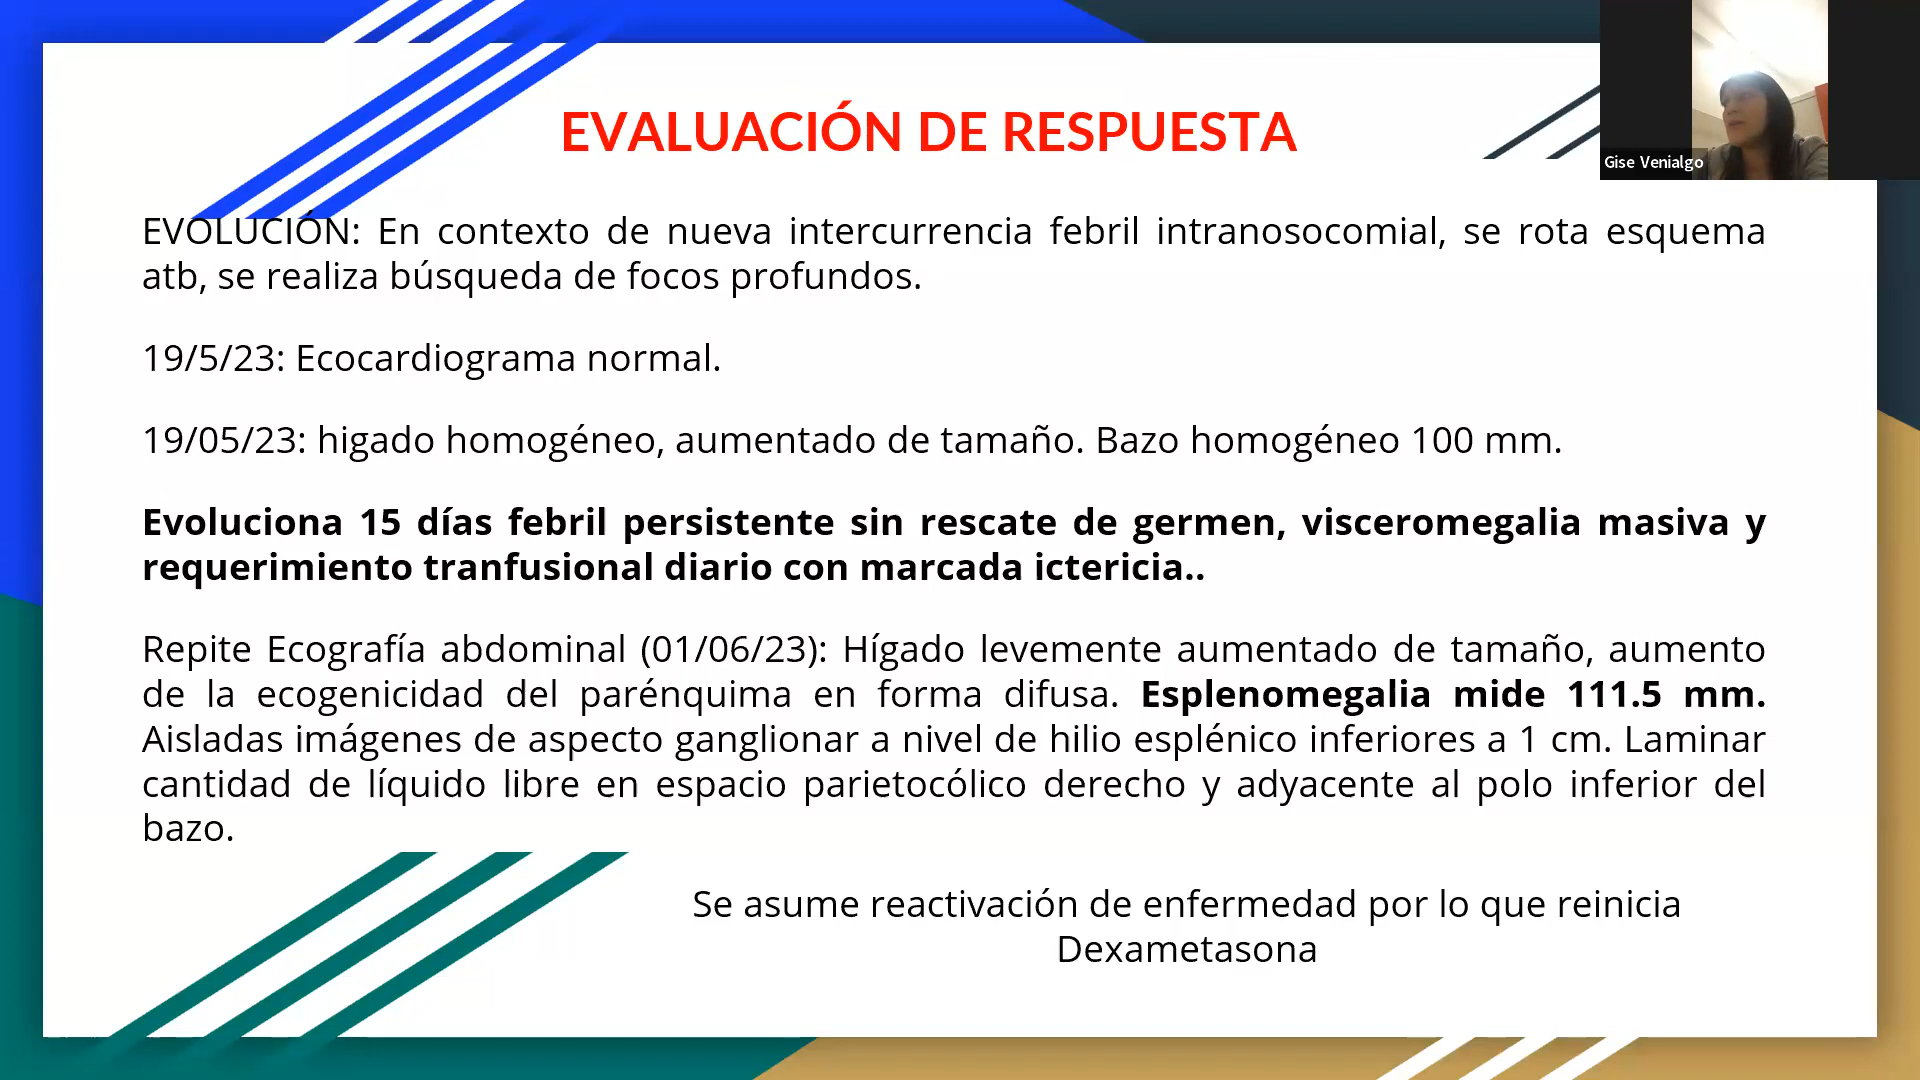 EVALUACIÓN DE RESPUESTA
Gise Venialgo
EVOLUCIÓN: En contexto de nueva intercurrencia febril intranosocomial, se rota esquema
atb, se realiza búsqueda de focos profundos.
19/5/23: Ecocardiograma normal.
19/05/23: higado homogéneo, aumentado de tamaño. Bazo homogéneo 100 mm.
Evoluciona 15 días febril persistente sin rescate de germen, visceromegalia masiva y
requerimiento tranfusional diario con marcada ictericia..
Repite Ecografía abdominal (01/06/23): Hígado levemente aumentado de tamaño, aumento
de la ecogenicidad del parénquima en forma difusa. Esplenomegalia mide 111.5 mm.
Aisladas imágenes de aspecto ganglionar a nivel de hilio esplénico inferiores a 1 cm. Laminar
cantidad de líquido libre en espacio parietocólico derecho y adyacente al polo inferior del
bazo.
Se asume reactivación de enfermedad por lo que reinicia
Dexametasona